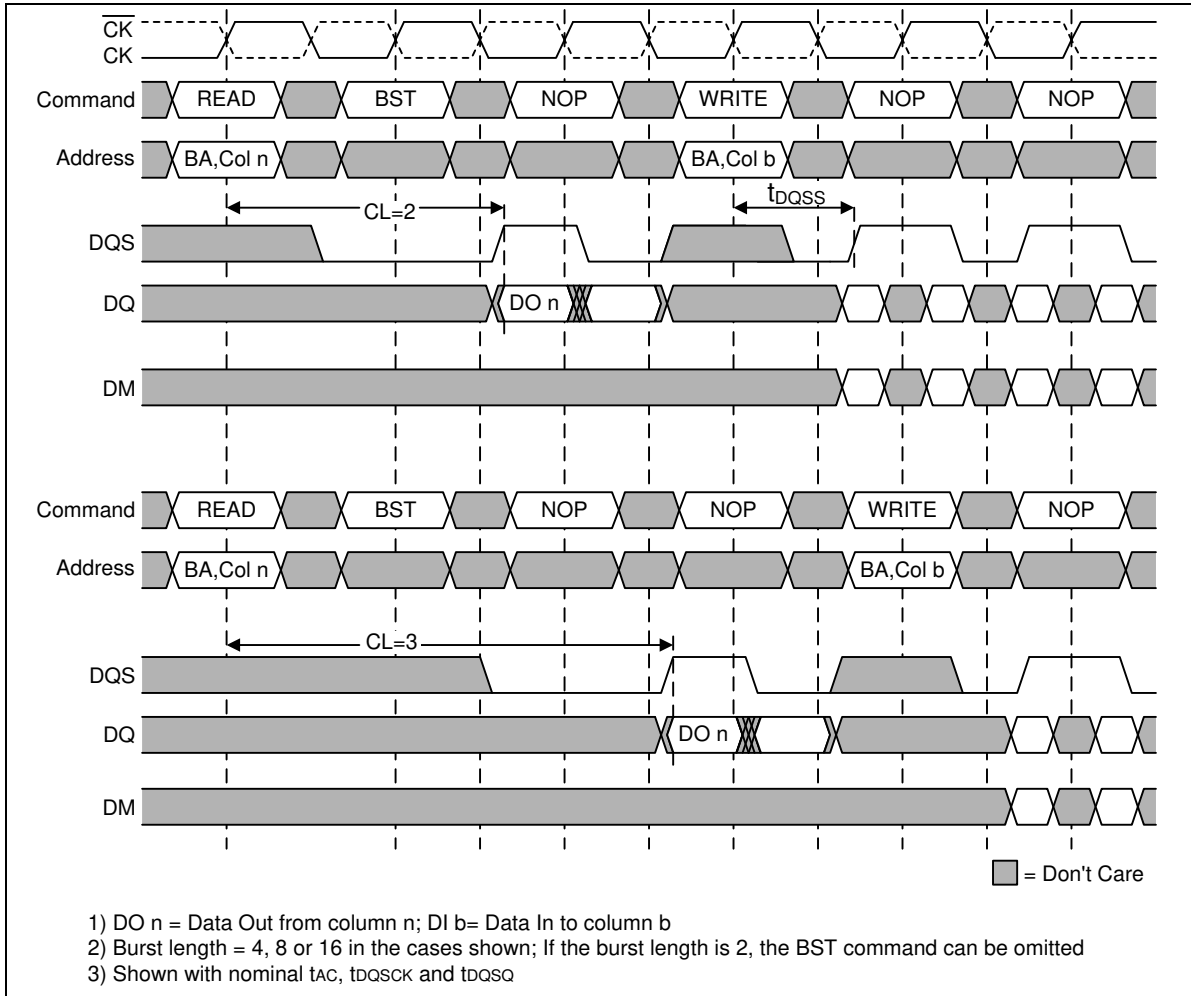 CK
CK
Command READ BST NOP WRITE NOP NOP
Address BA,Col n BA,Col b
CL=2 tDQSS
DQS
DQ DO n
DM
Command READ BST NOP NOP WRITE NOP
Address BA,Col n BA,Col b
CL=3
DQS
DQ DO n
DM
= Don't Care
1) DO n = Data Out from column n; DI b= Data In to column b
2) Burst length = 4, 8 or 16 in the cases shown; If the burst length is 2, the BST command can be omitted
3) Shown with nominal tAC, tDQSCK and tDQSQ